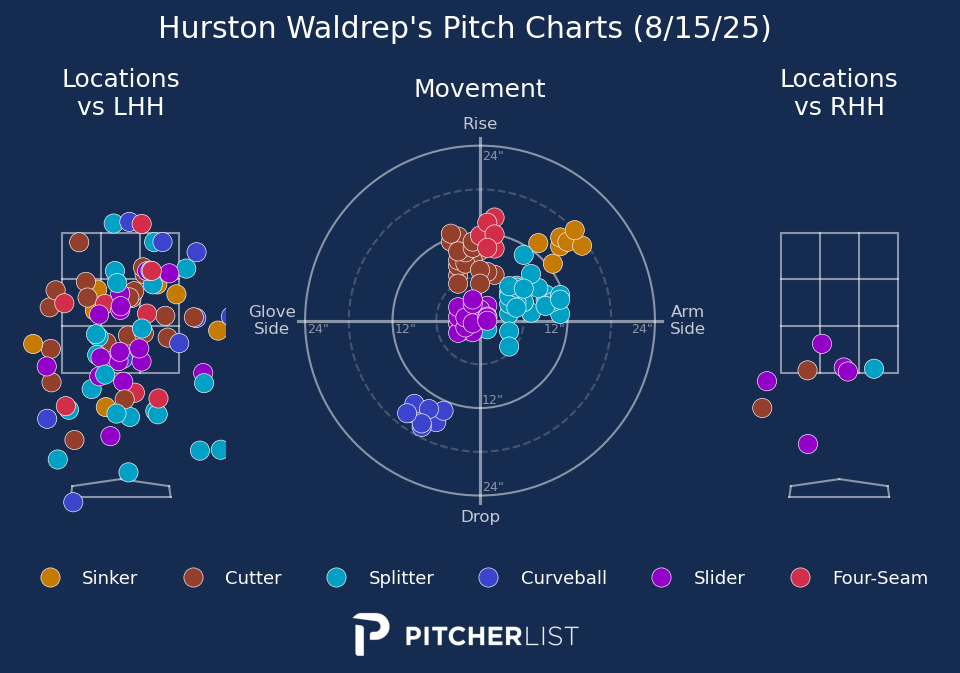 Hurston Waldrep's Pitch Charts (8/15/25)
Locations
vs LHH
Movement
Locations
vs RHH
Rise
24"
Glove
Side
24"
12"
12"
24"
Arm
Side
12"
24"
Drop
Sinker
Cutter
Splitter
Curveball
Slider
Four-Seam
PITCHERLIST